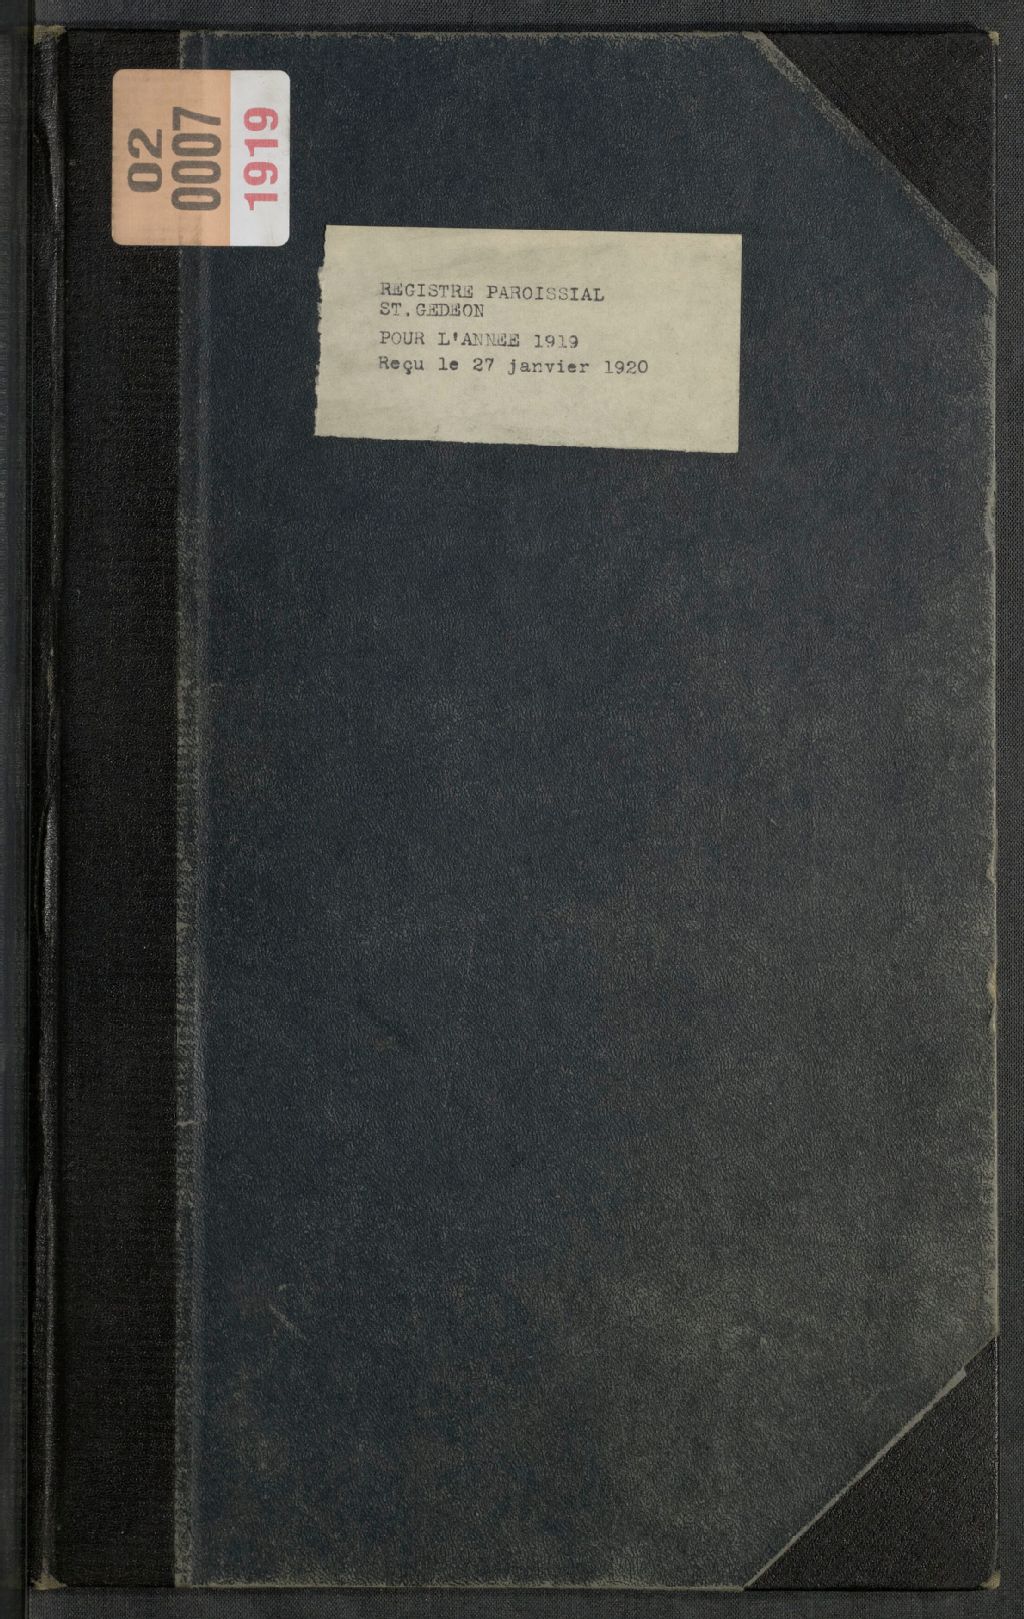 02
0007
1919
REGISTRE PAROISSIAL
ST.GEDEON
POUR L'ANNEE 1919
Reçu le 27 janvier 1920